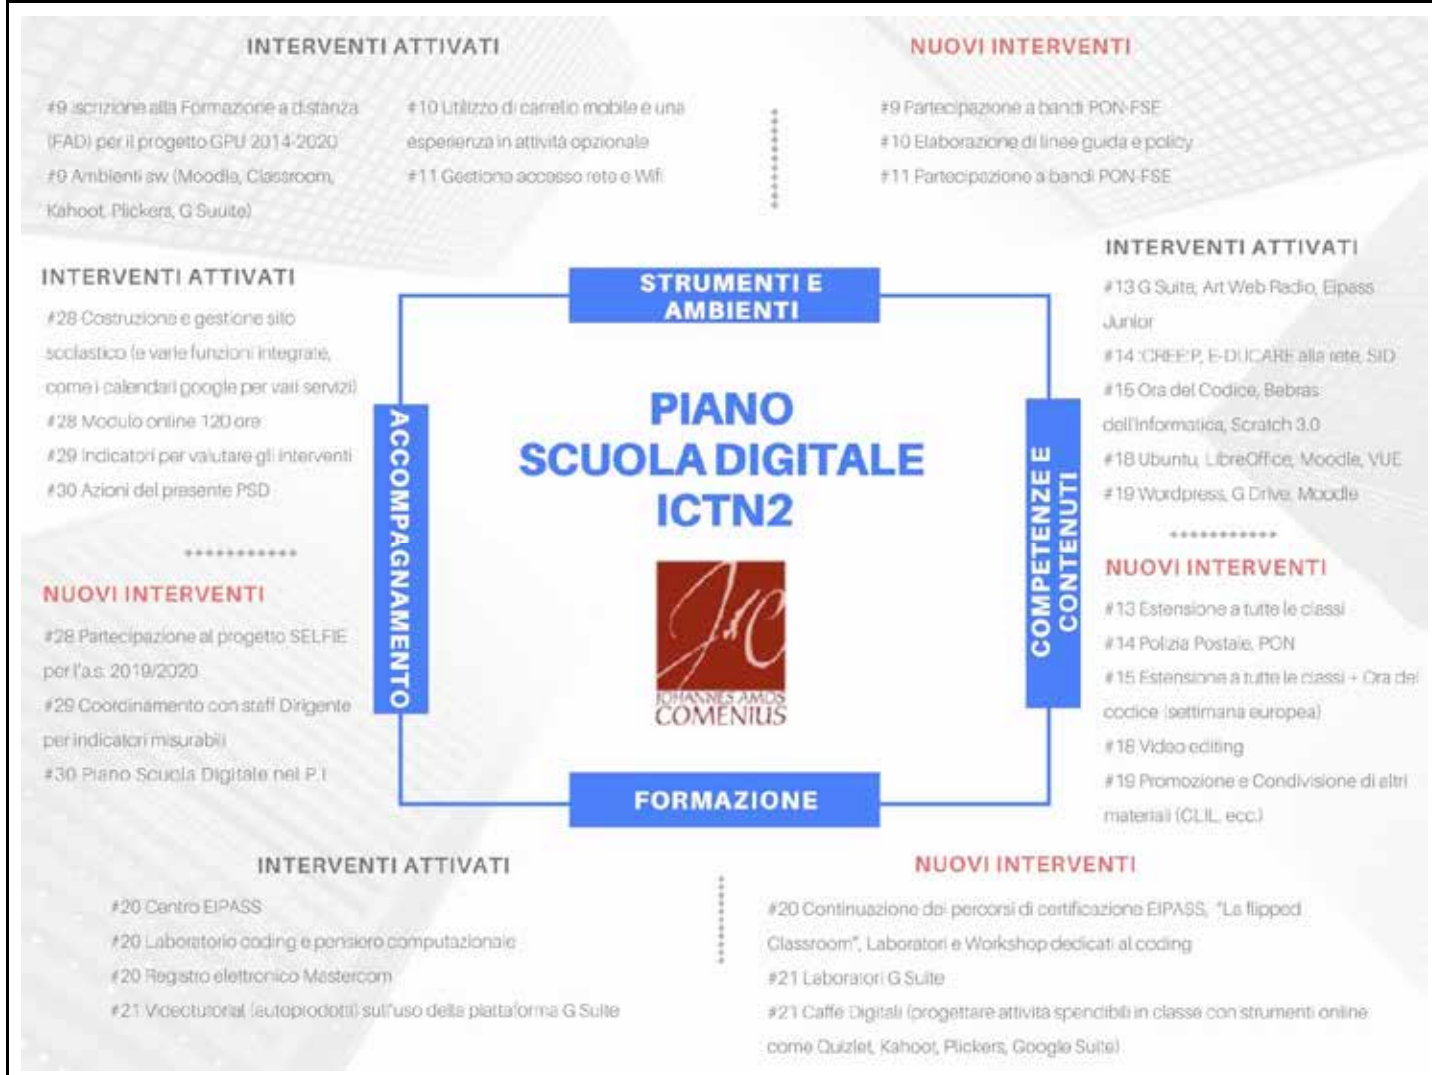 INTERVENTI ATTIVATI
#9 Iscrizione alla Formazione a distanza
(FAD) per il progetto GPU 2014-2020
#9 Ambienti sw (Moodle, Classroom,
Kahoot, Plickers, G Suuite)
#10 Utilizzo di carrello mobile e una
esperienza in attività opzionale
#11 Gestione accesso rete e Wifi
NUOVI INTERVENTI
#9 Partecipazione a bandi PON-FSE
#10 Elaborazione di linee guida e policy
#11 Partecipazione a bandi PON-FSE
INTERVENTI ATTIVATI
#28 Costruzione e gestione sito
scolastico (e varie funzioni integrate,
come i calendari google per vari servizi)
#28 Modulo online 120 ore
#29 Indicatori per valutare gli interventi
#30 Azioni del presente PSD
NUOVI INTERVENTI
#28 Partecipazione al progetto SELFIE
per l'a.s. 2019/2020
#29 Coordinamento con staff Dirigente
per indicatori misurabili
#30 Piano Scuola Digitale nel P.I
ACCOMPAGNAMENTO
STRUMENTI E
AMBIENTI
PIANO
SCUOLA DIGITALE
ICTN2
JAC
JOHANNES AMOS
COMENIUS
FORMAZIONE
COMPETENZE E
CONTENUTI
INTERVENTI ATTIVATI
#13 G Suite, Art Web Radio, Eipass
Junior
#14 :CREE:P, E-DUCARE alla rete, SID
#15 Ora del Codice, Bebras
dell'Informatica, Scratch 3.0
#18 Ubuntu, LibreOffice, Moodle, VUE
#19 Wordpress, G Drive, Moodle
NUOVI INTERVENTI
#13 Estensione a tutte le classi
#14 Polizia Postale, PON
#15 Estensione a tutte le classi + Ora del
codice (settimana europea)
#18 Video editing
#19 Promozione e Condivisione di altri
materiali (CLIL, ecc.)
INTERVENTI ATTIVATI
#20 Centro EIPASS
#20 Laboratorio coding e pensiero computazionale
#20 Registro elettronico Mastercom
#21 Videotutorial (autoprodotti) sull'uso della piattaforma G Suite
NUOVI INTERVENTI
#20 Continuazione dei percorsi di certificazione EIPASS, "La flipped
Classroom", Laboratori e Workshop dedicati al coding
#21 Laboratori G Suite
#21 Caffè Digitali (progettare attività spendibili in classe con strumenti online
come Quizlet, Kahoot, Plickers, Google Suite)